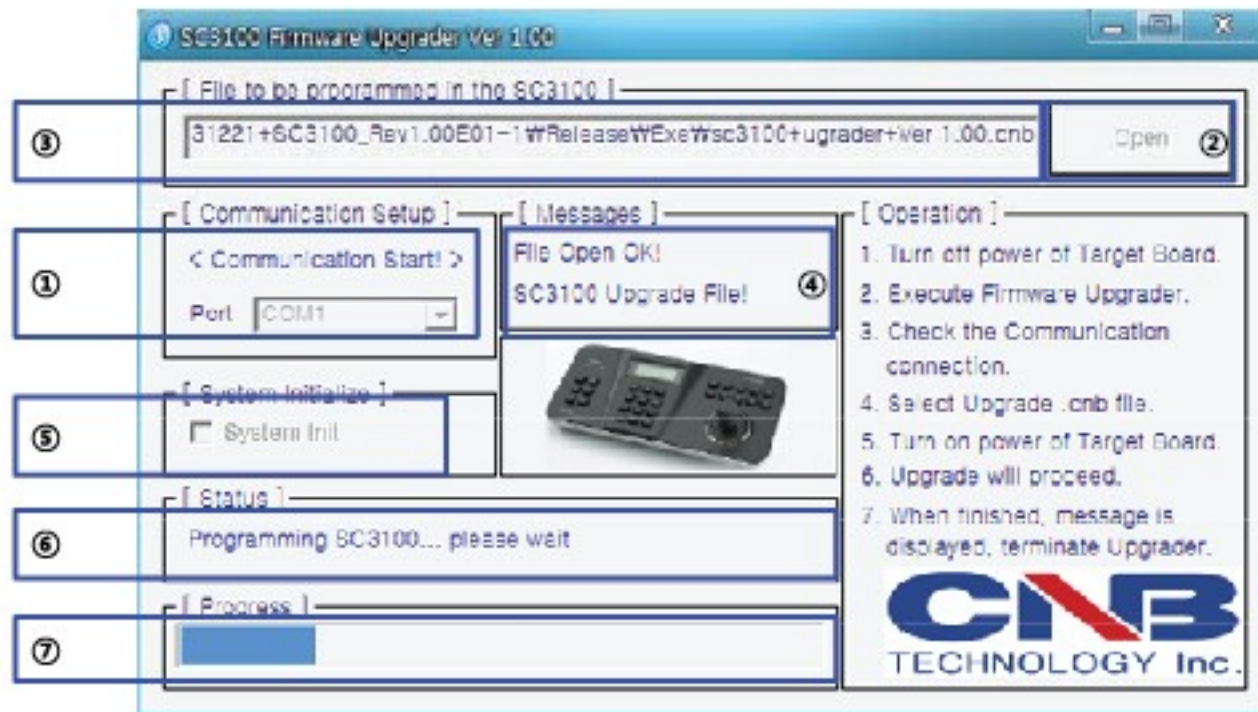 SC3100 Firmware Upgrader Ver 1.00
[ File to be programmed in the SC3100 ]
③
31221+SC3100_Rev1.00E01-1₩Release₩Exe₩sc3100+ugrader+Ver 1.00.cnb
Open
②
[ Communication Setup ]
①
< Communication Start! >
Port COM1
[ Messages ]
File Open OK!
SC3100 Upgrade File!
④
[ System Initialize ]
⑤
System Init
[ Status ]
⑥
Programming SC3100... please wait
[ Progress ]
⑦
[ Operation ]
1. Turn off power of Target Board.
2. Execute Firmware Upgrader.
3. Check the Communication
connection.
4. Select Upgrade .cnb file.
5. Turn on power of Target Board.
6. Upgrade will proceed.
7. When finished, message is
displayed, terminate Upgrader.
CNB
TECHNOLOGY Inc.